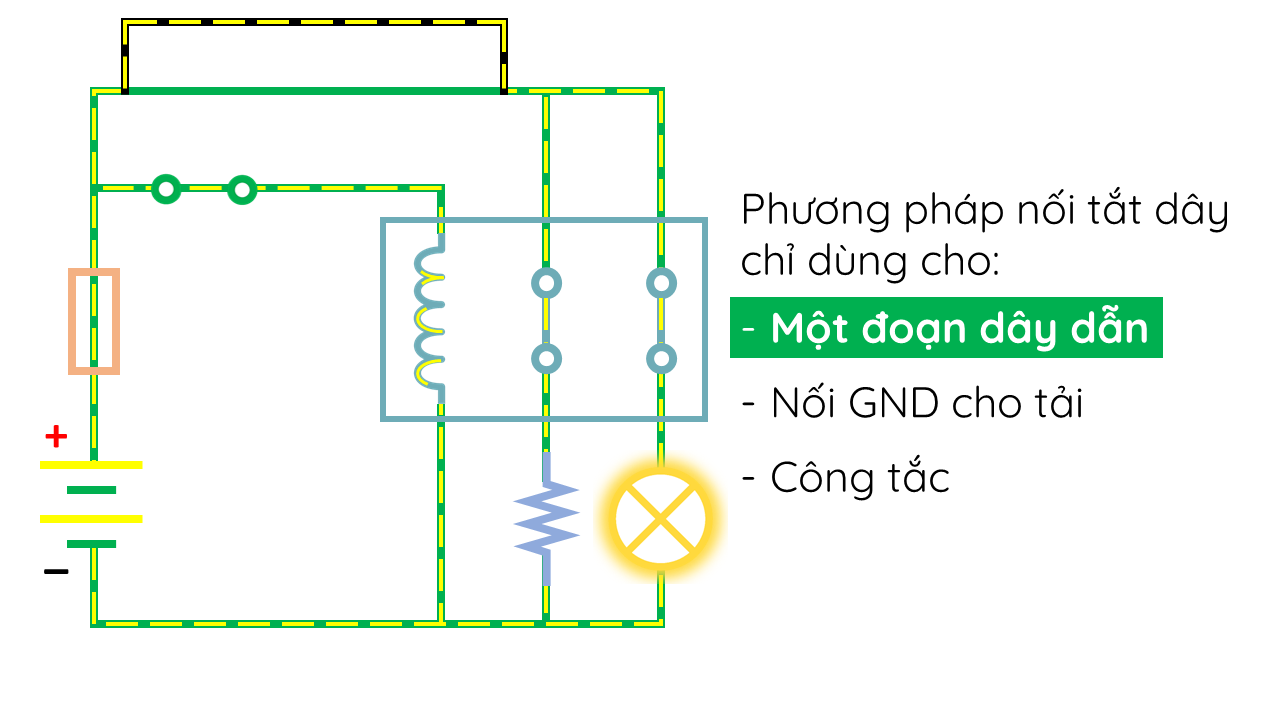 Phương pháp nối tắt dây
chỉ dùng cho:
- Một đoạn dây dẫn
- Nối GND cho tải
- Công tắc
+
−